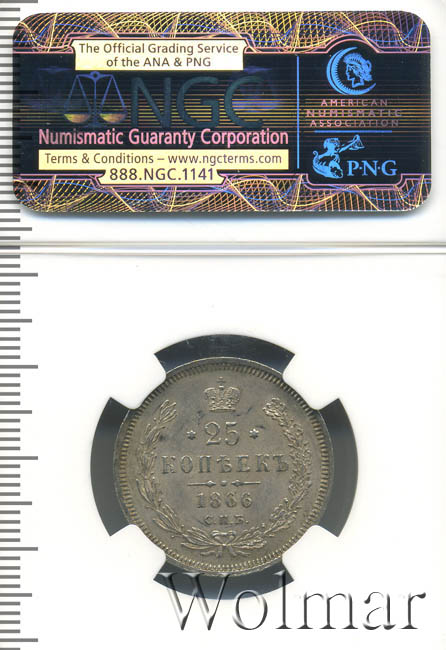 The Official Grading Service
of the ANA & PNG
NGC
Numismatic Guaranty Corporation
Terms & Conditions – www.ngcterms.com
888.NGC.1141
AMERICAN
NUMISMATIC
ASSOCIATION
P·N·G
* 25 *
КОПѢЕКЪ
1866
С.П.Б.
Wolmar